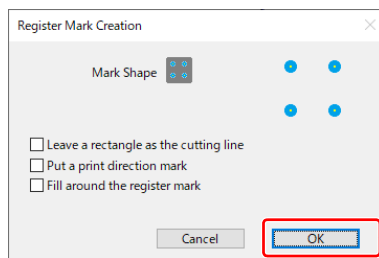 Register Mark Creation
Mark Shape
Leave a rectangle as the cutting line
Put a print direction mark
Fill around the register mark
Cancel
OK